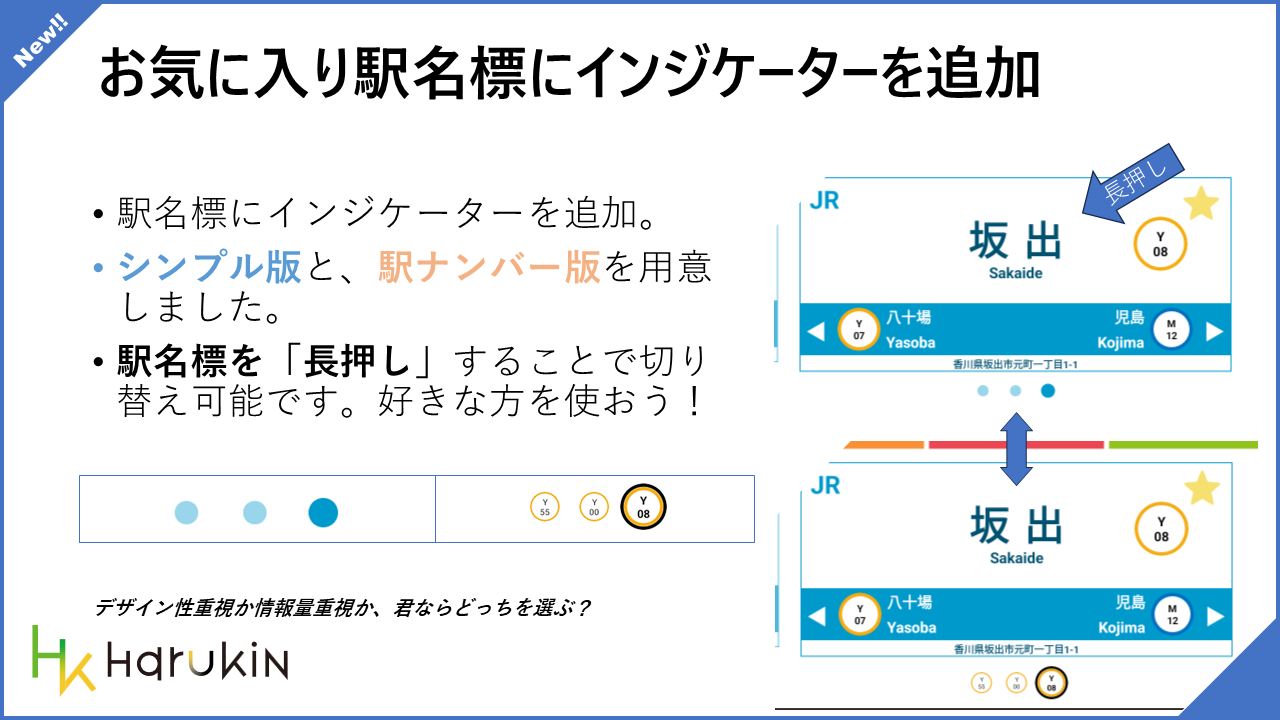 New!!
お気に入り駅名標にインジケーターを追加
• 駅名標にインジケーターを追加。
• シンプル版と、駅ナンバー版を用意
しました。
• 駅名標を「長押し」することで切り
替え可能です。好きな方を使おう！
Y
55
Y
00
Y
08
デザイン性重視か情報量重視か、君ならどっちを選ぶ？
HK HARUKIN
長押し
JR
坂出
Sakaide
Y
08
Y
07
八十場
Yasoba
児島
Kojima
M
12
香川県坂出市元町一丁目1-1
JR
坂出
Sakaide
Y
08
Y
07
八十場
Yasoba
児島
Kojima
M
12
香川県坂出市元町一丁目1-1
Y
55
Y
00
Y
08